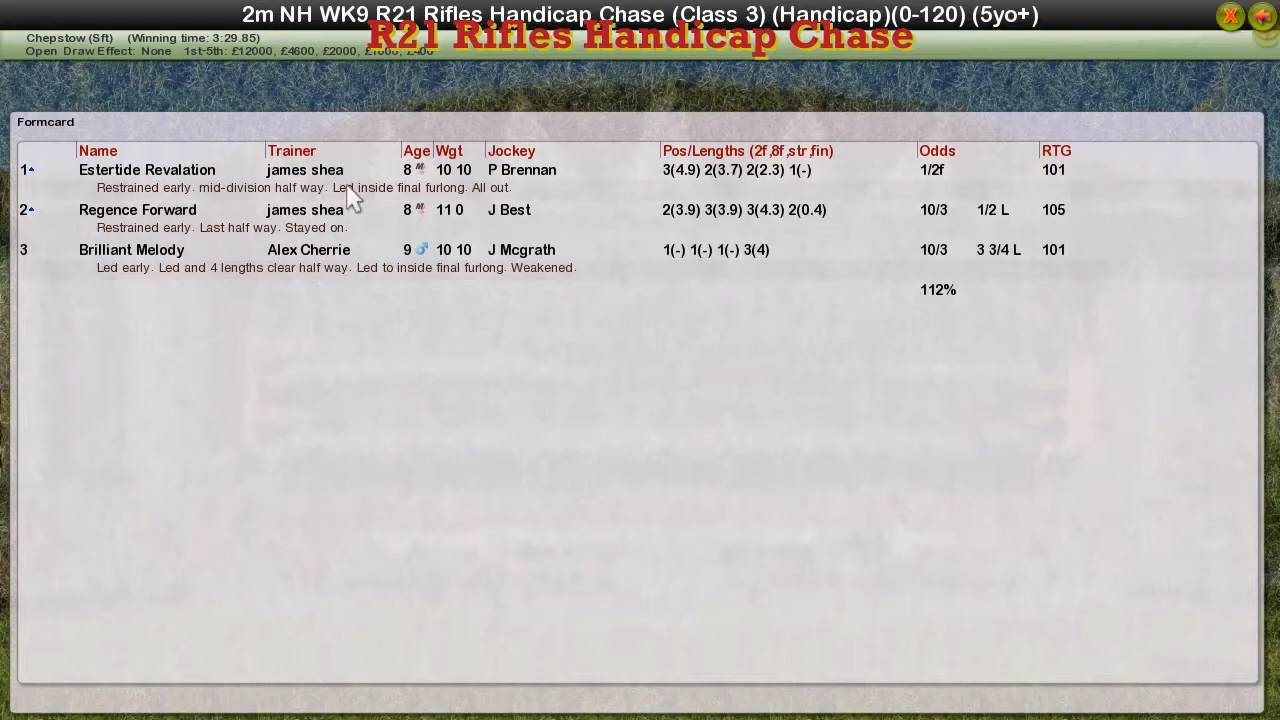 2m NH WK9 R21 Rifles Handicap Chase (Class 3) (Handicap)(0-120) (5yo+)
R21 Rifles Handicap Chase
Chepstow (Sft) (Winning time: 3:29.85)
Open Draw Effect: None 1st-5th: £12000, £4600, £2000, £1000, £400
Formcard
Name Trainer Age Wgt Jockey Pos/Lengths (2f,8f,str,fin) Odds RTG
1 Estertide Revalation james shea 8 10 10 P Brennan 3(4.9) 2(3.7) 2(2.3) 1(-) 1/2f 101
Restrained early. mid-division half way. Led inside final furlong. All out.
2 Regence Forward james shea 8 11 0 J Best 2(3.9) 3(3.9) 3(4.3) 2(0.4) 10/3 1/2 L 105
Restrained early. Last half way. Stayed on.
3 Brilliant Melody Alex Cherrie 9 10 10 J Mcgrath 1(-) 1(-) 1(-) 3(4) 10/3 3 3/4 L 101
Led early. Led and 4 lengths clear half way. Led to inside final furlong. Weakened.
112%